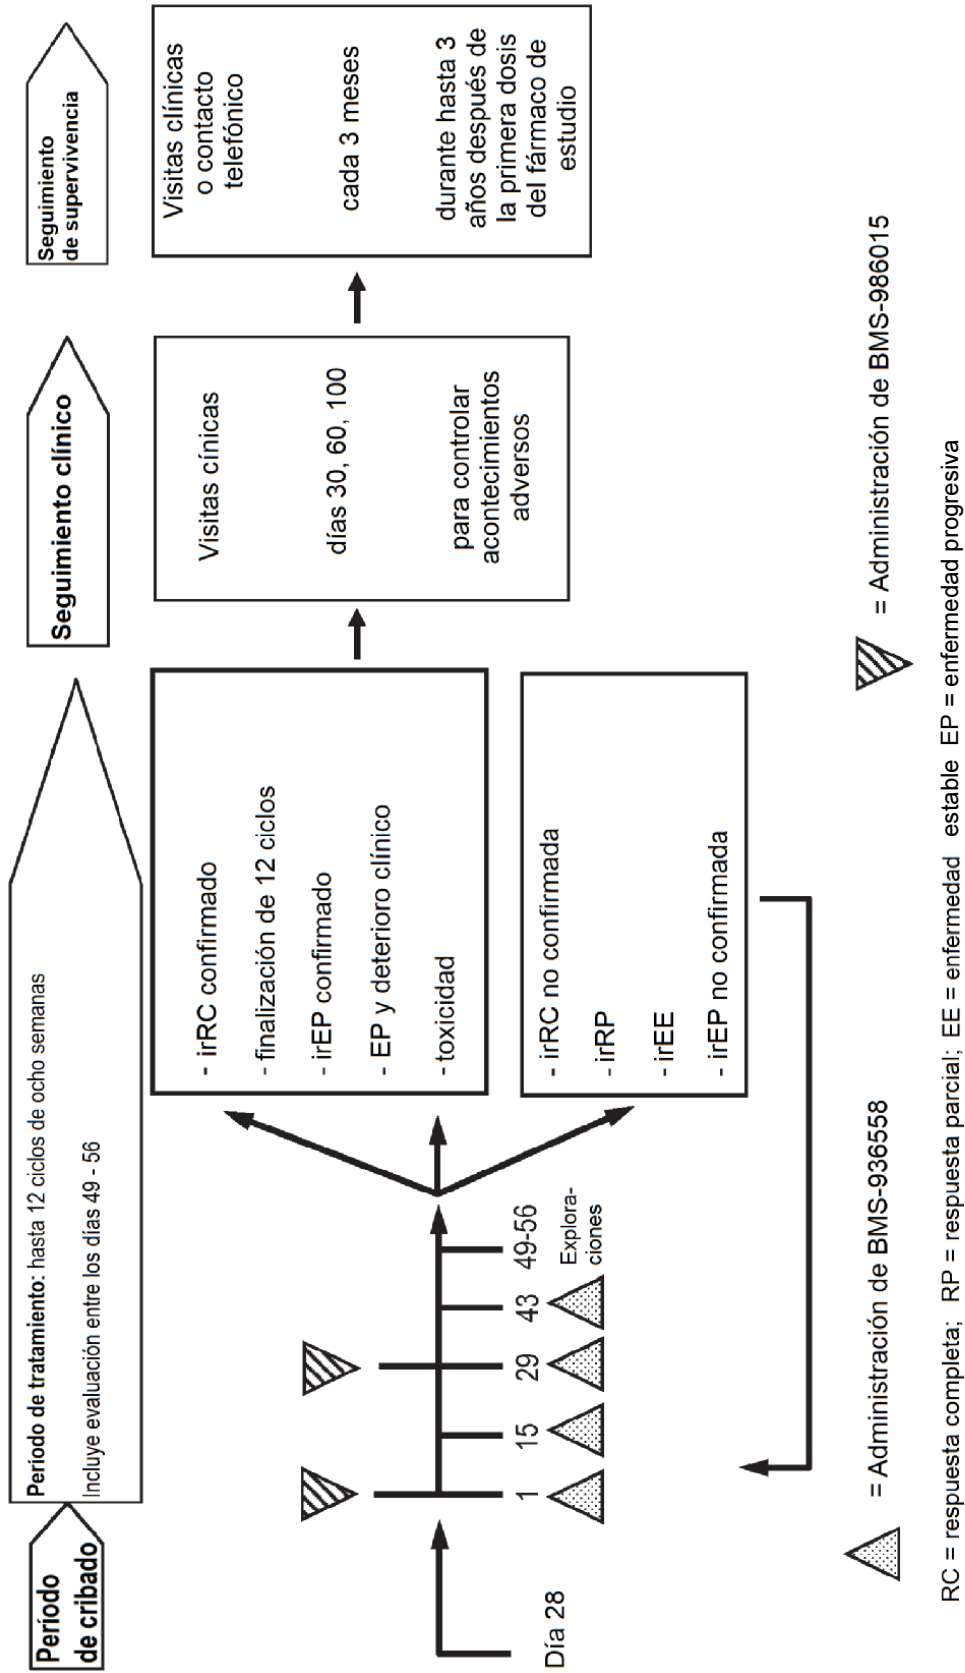 Período
de cribado
Período de tratamiento: hasta 12 ciclos de ocho semanas
Incluye evaluación entre los días 49 - 56
Seguimiento clínico
Seguimiento
de supervivencia
Día 28
1
15
29
43
49-56
Explora-
ciones
- irRC confirmado
- finalización de 12 ciclos
- irEP confirmado
- EP y deterioro clínico
- toxicidad
- irRC no confirmada
- irRP
- irEE
- irEP no confirmada
Visitas cínicas
días 30, 60, 100
para controlar
acontecimientos
adversos
Visitas clínicas
o contacto
telefónico
cada 3 meses
durante hasta 3
años después de
la primera dosis
del fármaco de
estudio
= Administración de BMS-936558
= Administración de BMS-986015
RC = respuesta completa; RP = respuesta parcial; EE = enfermedad estable EP = enfermedad progresiva